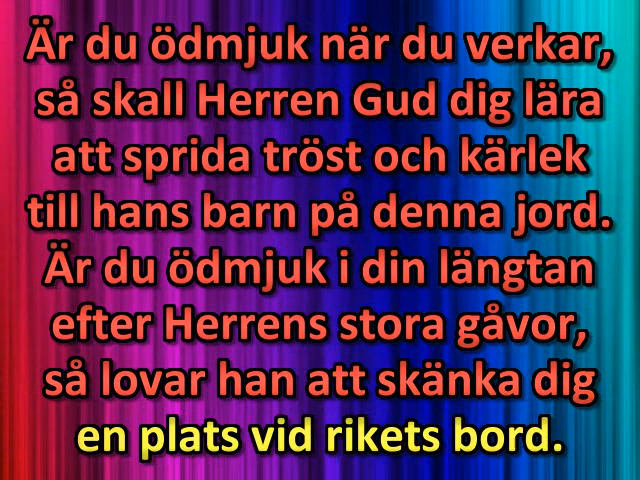 Är du ödmjuk när du verkar,
så skall Herren Gud dig lära
att sprida tröst och kärlek
till hans barn på denna jord.
Är du ödmjuk i din längtan
efter Herrens stora gåvor,
så lovar han att skänka dig
en plats vid rikets bord.